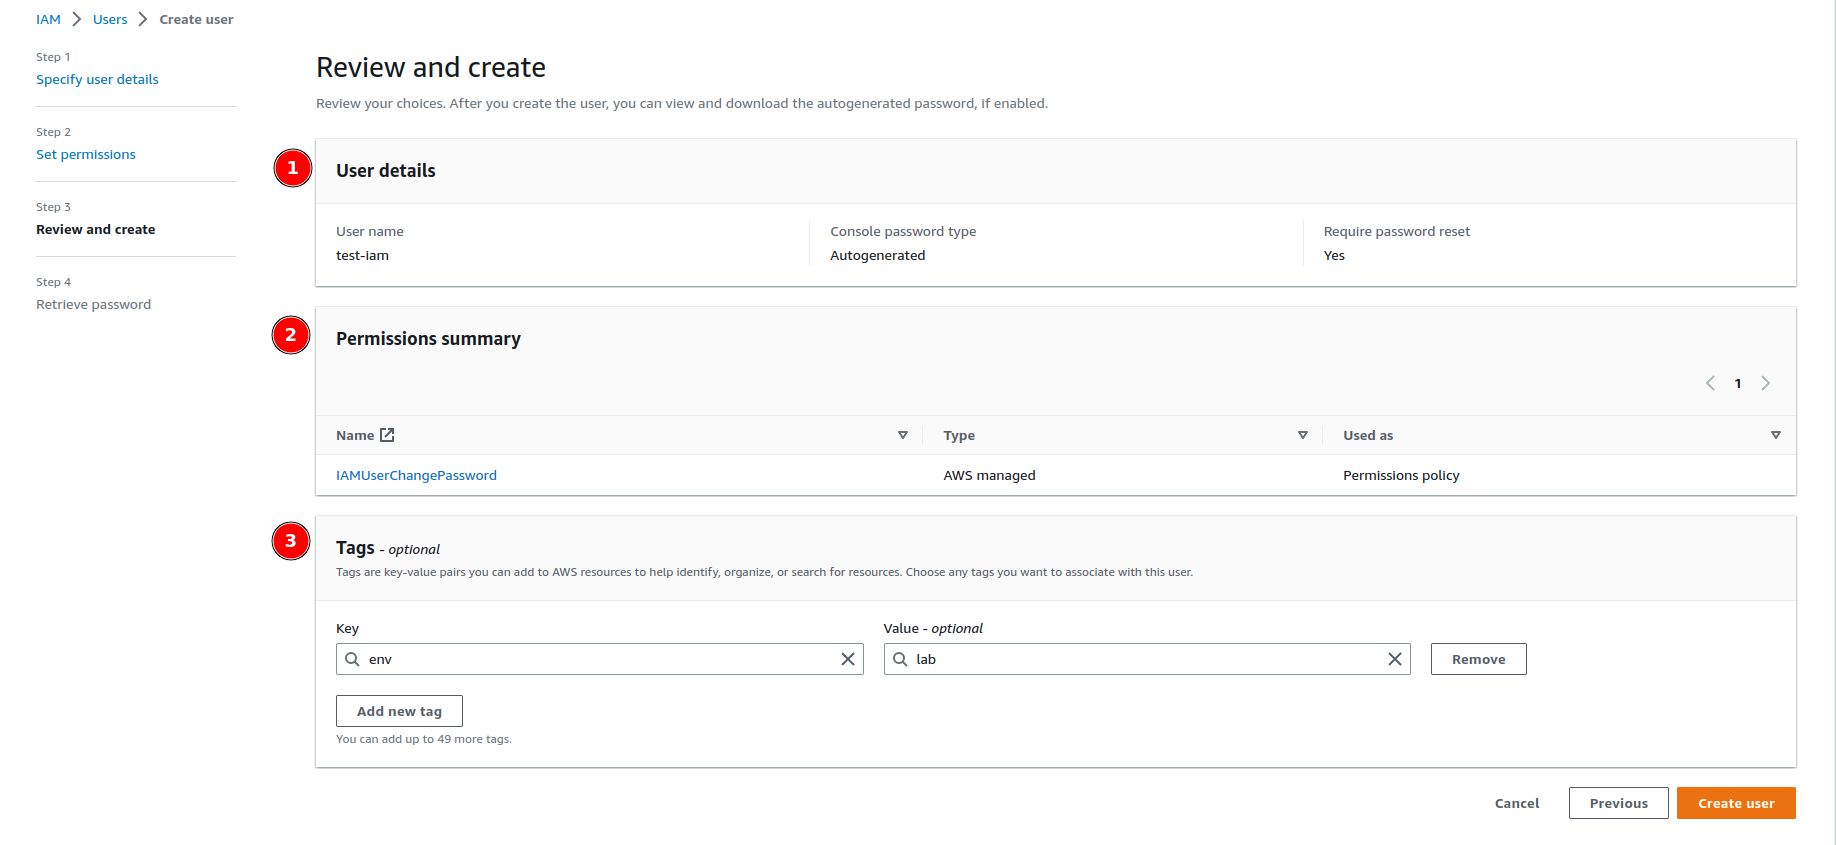 IAM > Users > Create user
Step 1
Specify user details
Step 2
Set permissions
Step 3
Review and create
Step 4
Retrieve password
Review and create
Review your choices. After you create the user, you can view and download the autogenerated password, if enabled.
1
User details
User name
test-iam
Console password type
Autogenerated
Require password reset
Yes
2
Permissions summary
1
Name Type Used as
IAMUserChangePassword AWS managed Permissions policy
3
Tags - optional
Tags are key-value pairs you can add to AWS resources to help identify, organize, or search for resources. Choose any tags you want to associate with this user.
Key Value - optional
env lab Remove
Add new tag
You can add up to 49 more tags.
Cancel Previous Create user